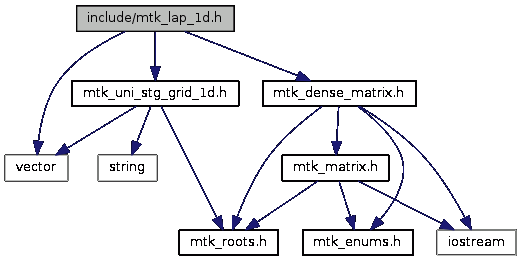 include/mtk_lap_1d.h
mtk_uni_stg_grid_1d.h
mtk_dense_matrix.h
vector
string
mtk_matrix.h
mtk_roots.h
mtk_enums.h
iostream